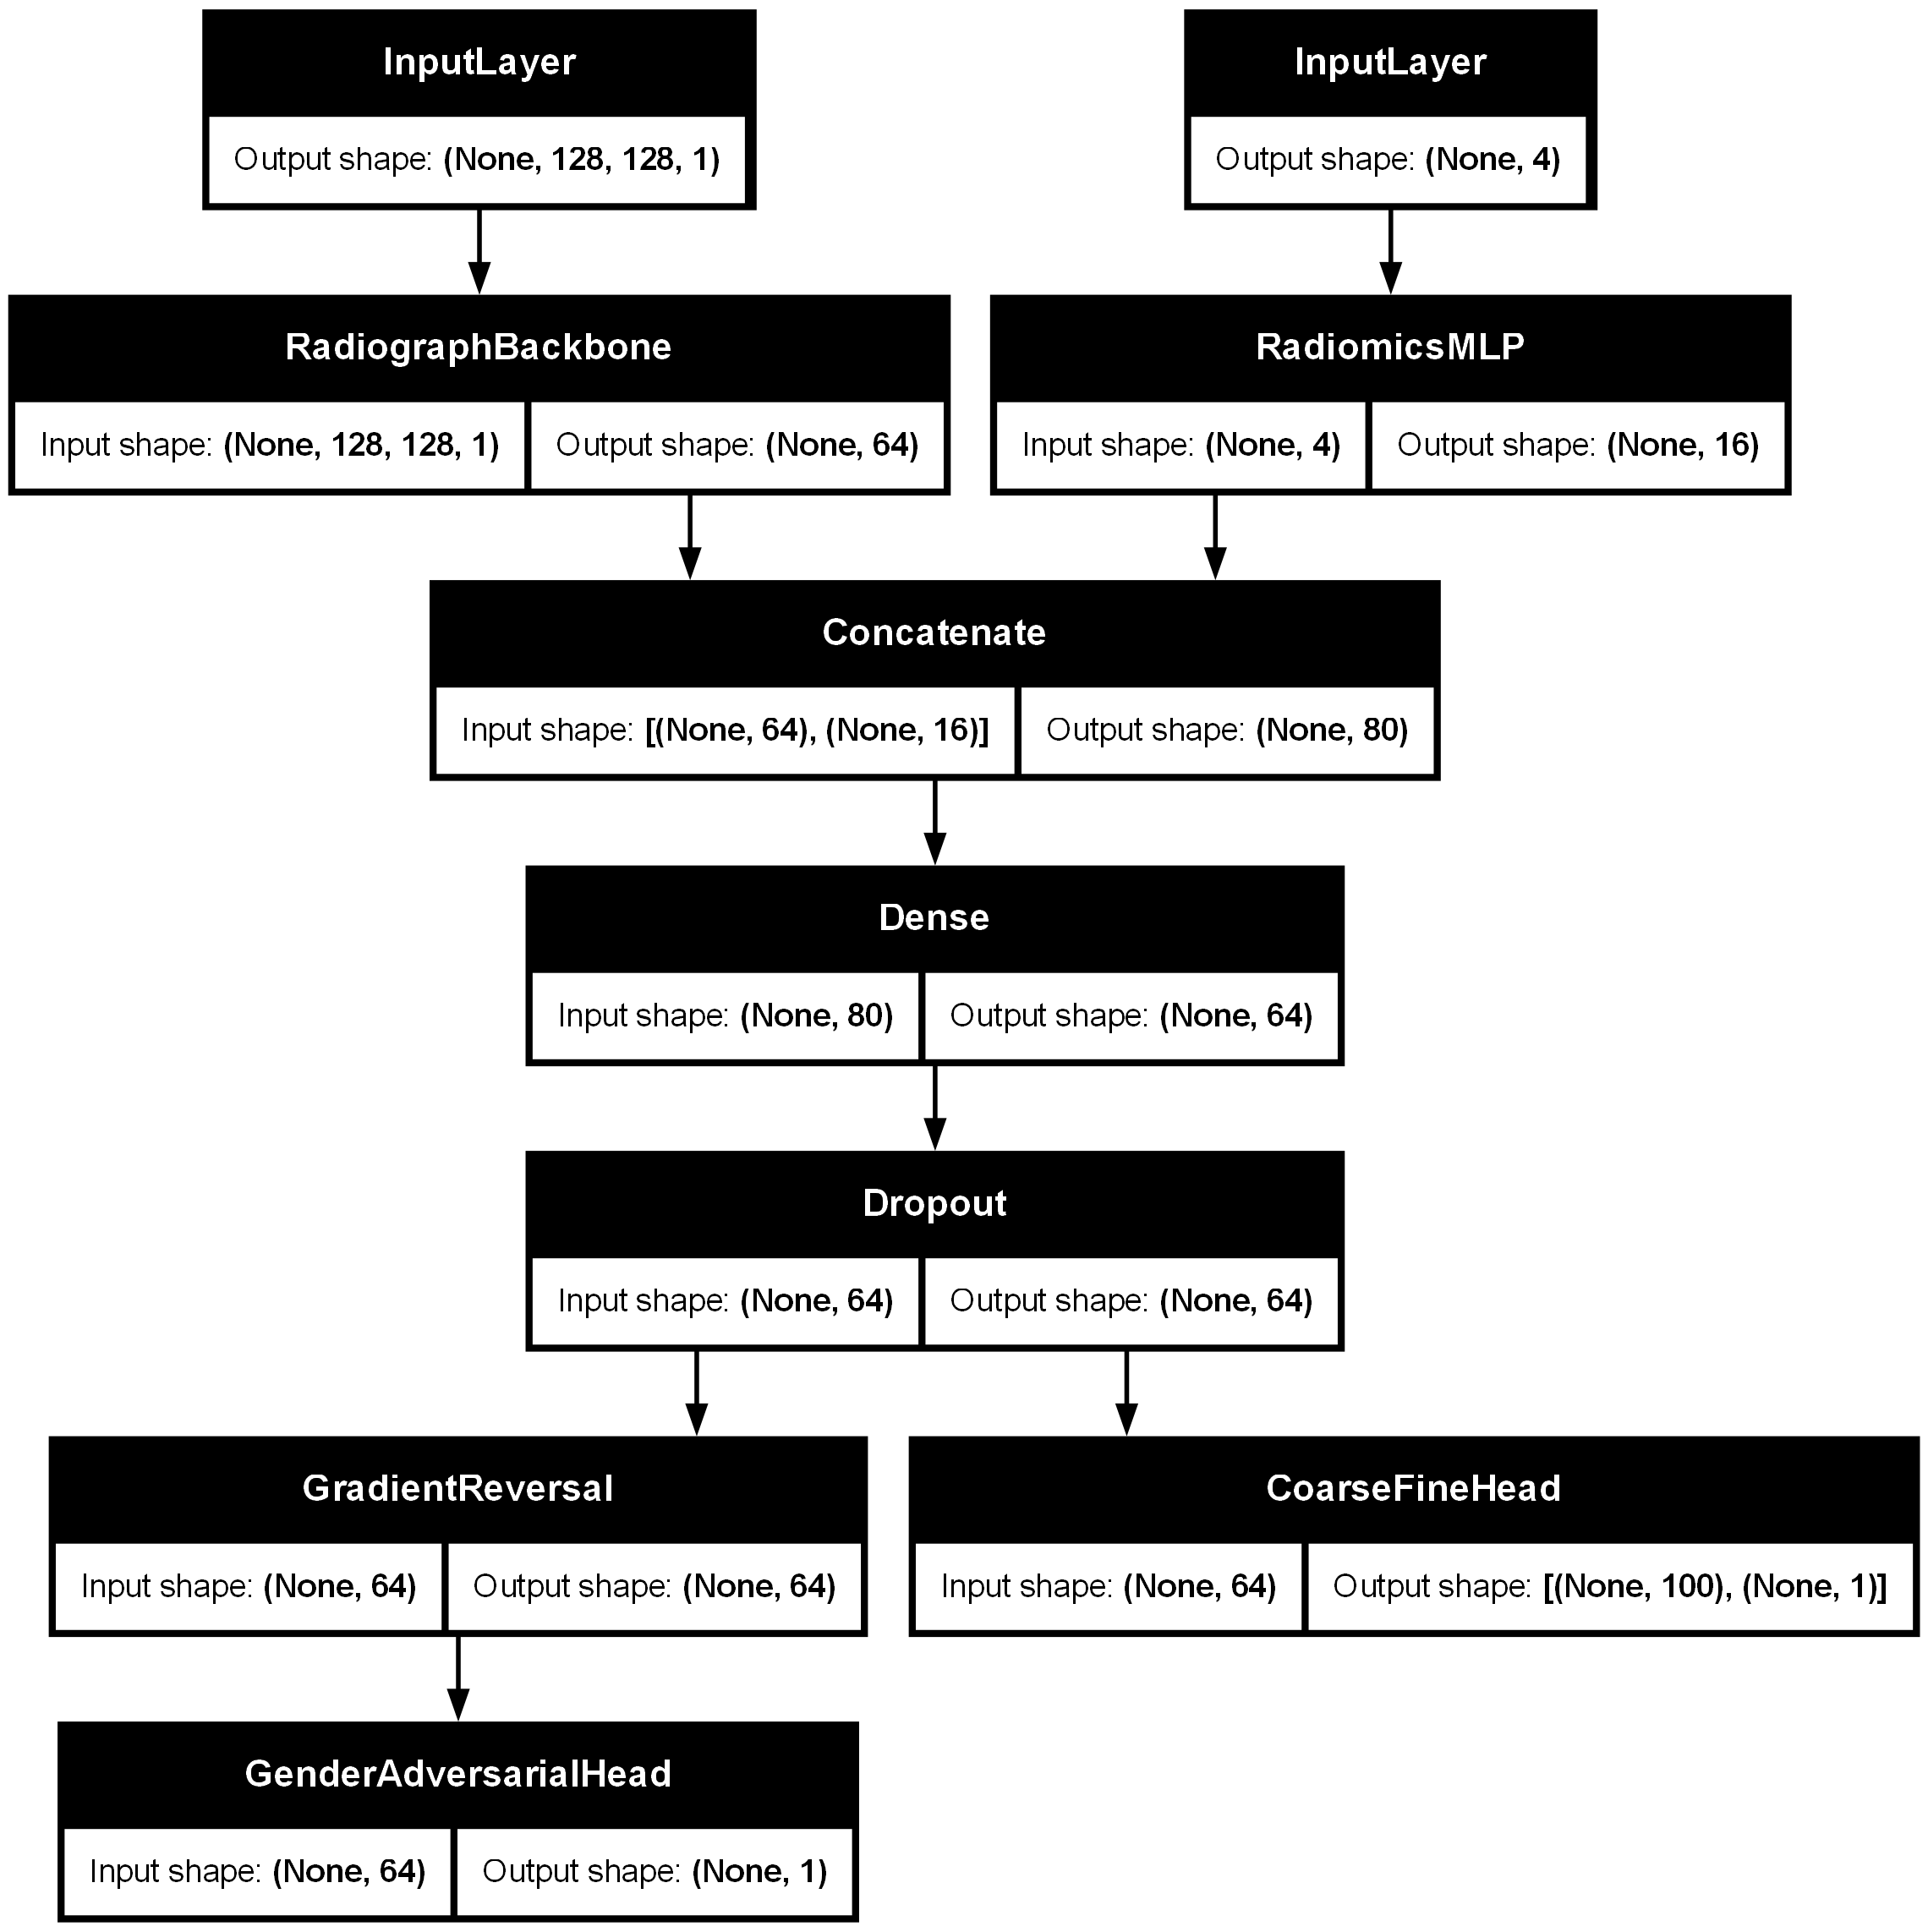 InputLayer
Output shape: (None, 128, 128, 1)
InputLayer
Output shape: (None, 4)
RadiographBackbone
Input shape: (None, 128, 128, 1) Output shape: (None, 64)
RadiomicsMLP
Input shape: (None, 4) Output shape: (None, 16)
Concatenate
Input shape: [(None, 64), (None, 16)] Output shape: (None, 80)
Dense
Input shape: (None, 80) Output shape: (None, 64)
Dropout
Input shape: (None, 64) Output shape: (None, 64)
GradientReversal
Input shape: (None, 64) Output shape: (None, 64)
CoarseFineHead
Input shape: (None, 64) Output shape: [(None, 100), (None, 1)]
GenderAdversarialHead
Input shape: (None, 64) Output shape: (None, 1)